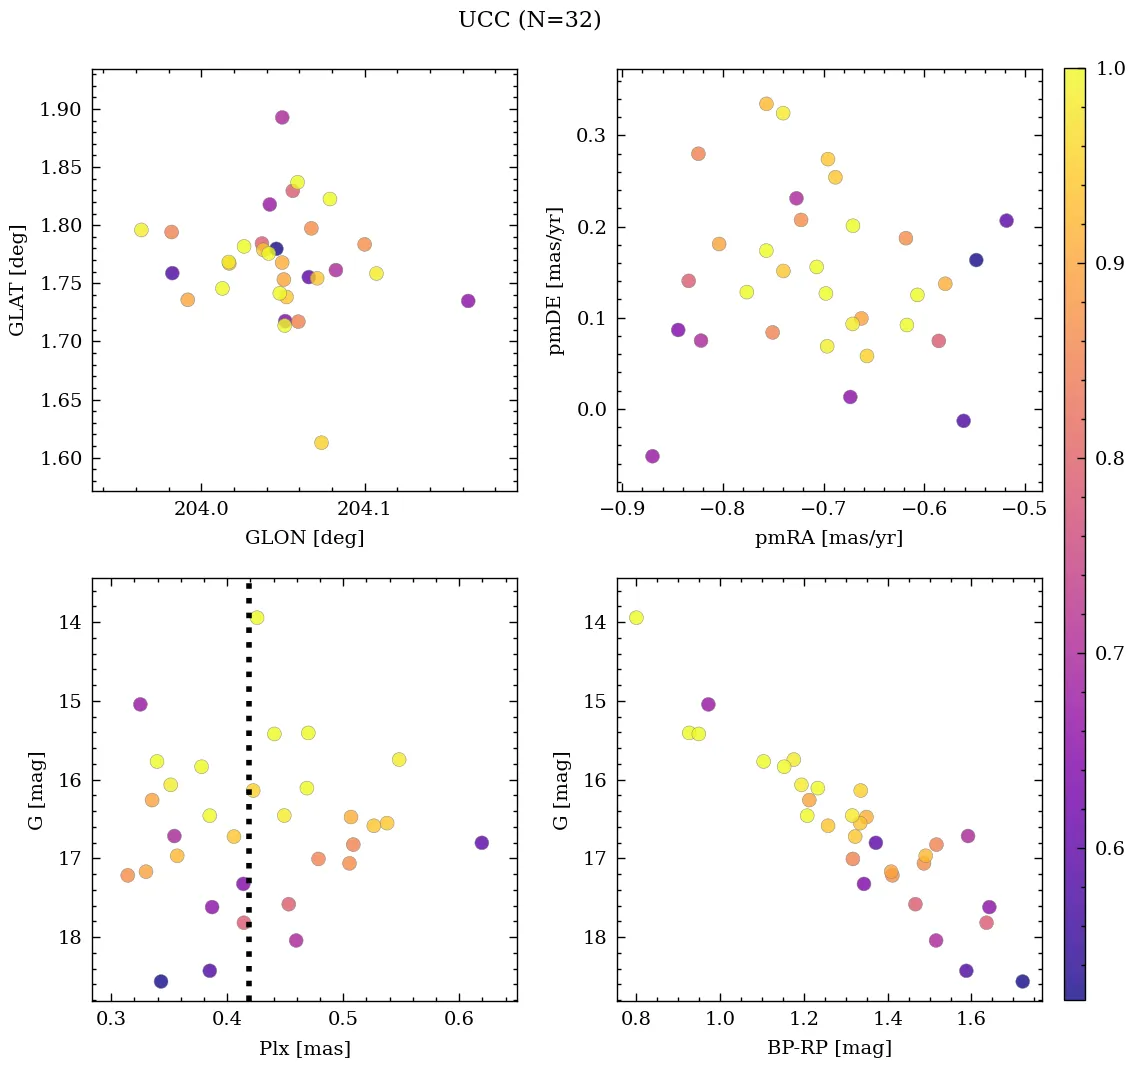 UCC (N=32)
1.90
1.85
1.80
1.75
1.70
1.65
1.60
GLAT [deg]
204.0 204.1
GLON [deg]
0.3
0.2
0.1
0.0
pmDE [mas/yr]
−0.9 −0.8 −0.7 −0.6 −0.5
pmRA [mas/yr]
14
15
16
17
18
G [mag]
0.3 0.4 0.5 0.6
Plx [mas]
14
15
16
17
18
G [mag]
0.8 1.0 1.2 1.4 1.6
BP-RP [mag]
1.0
0.9
0.8
0.7
0.6